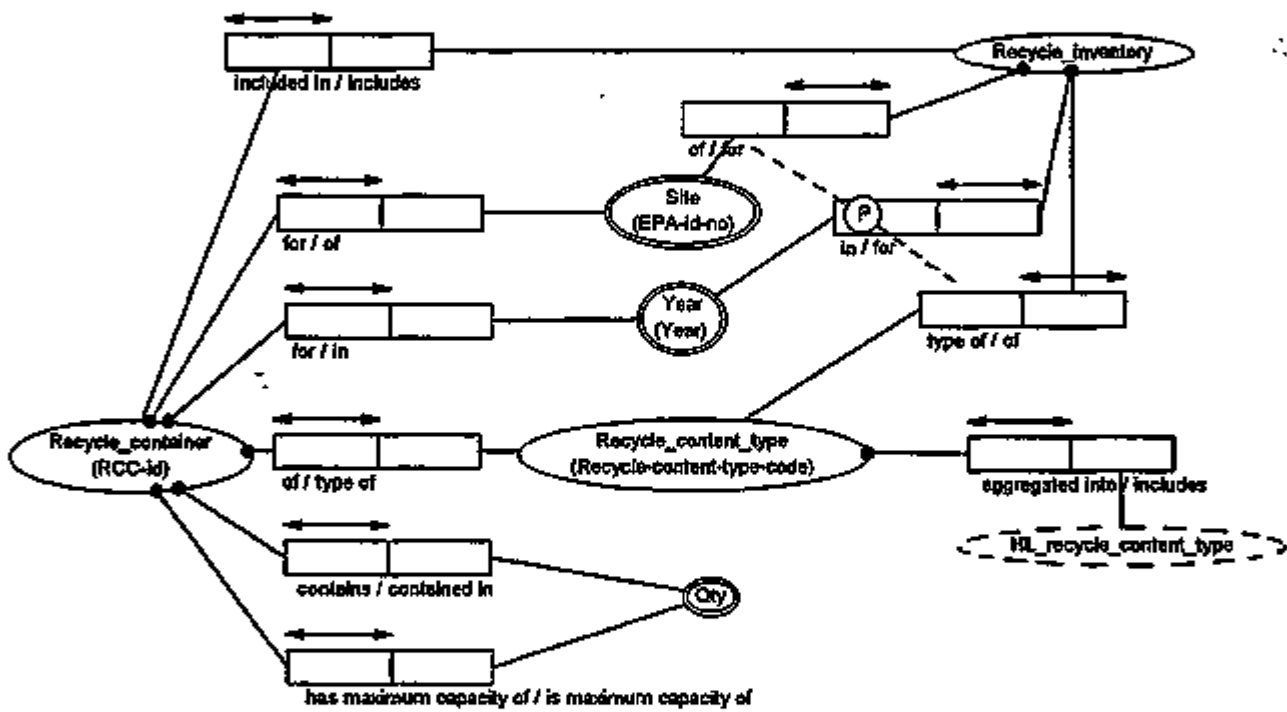 Recycle_inventory
included in / includes
of / for
Site
(EPA-id-no)
for / of
P
in / for
Year
(Year)
for / in
type of / of
Recycle_container
(RCC-id)
Recycle_content_type
(Recycle-content-type-code)
of / type of
aggregated into / includes
HL_recycle_content_type
contains / contained in
Qty
has maximum capacity of / is maximum capacity of